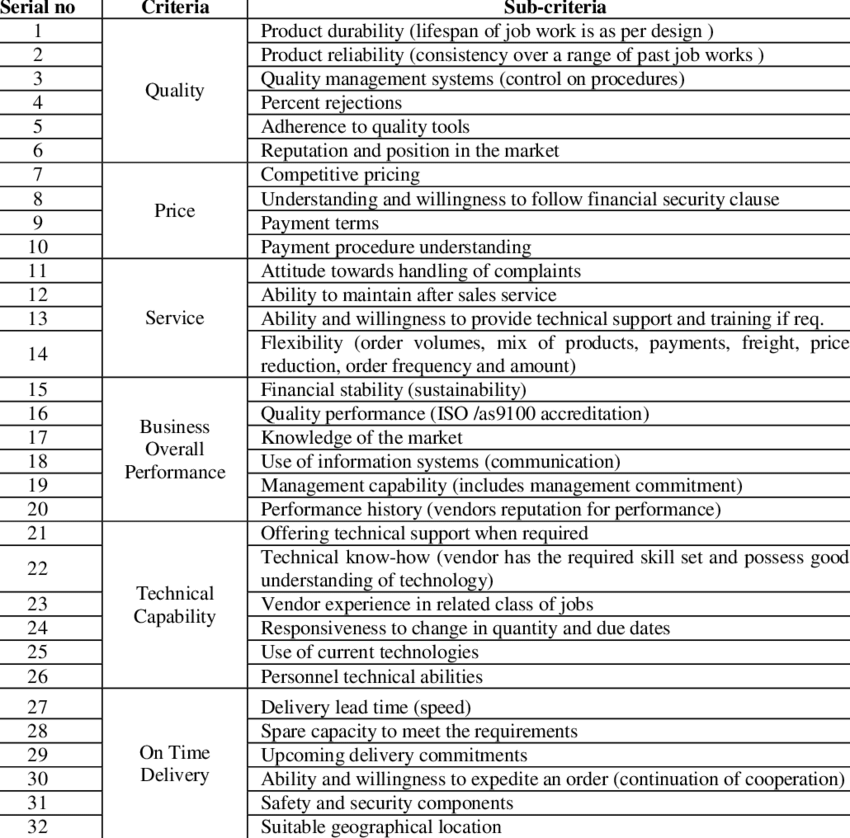 Serial no Criteria Sub-criteria
1 Product durability (lifespan of job work is as per design )
2 Product reliability (consistency over a range of past job works )
3 Quality management systems (control on procedures)
Quality
4 Percent rejections
5 Adherence to quality tools
6 Reputation and position in the market
7 Competitive pricing
8 Understanding and willingness to follow financial security clause
Price
9 Payment terms
10 Payment procedure understanding
11 Attitude towards handling of complaints
12 Ability to maintain after sales service
Service
13 Ability and willingness to provide technical support and training if req.
14 Flexibility (order volumes, mix of products, payments, freight, price
reduction, order frequency and amount)
15 Financial stability (sustainability)
16 Quality performance (ISO /as9100 accreditation)
Business
Overall
Performance
17 Knowledge of the market
18 Use of information systems (communication)
19 Management capability (includes management commitment)
20 Performance history (vendors reputation for performance)
21 Offering technical support when required
22 Technical know-how (vendor has the required skill set and possess good
understanding of technology)
Technical
Capability
23 Vendor experience in related class of jobs
24 Responsiveness to change in quantity and due dates
25 Use of current technologies
26 Personnel technical abilities
27 Delivery lead time (speed)
28 Spare capacity to meet the requirements
On Time
Delivery
29 Upcoming delivery commitments
30 Ability and willingness to expedite an order (continuation of cooperation)
31 Safety and security components
32 Suitable geographical location